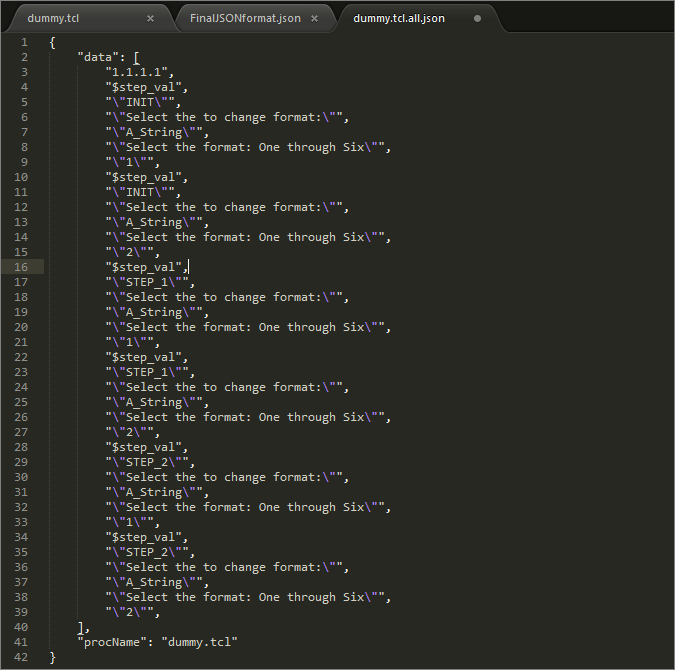 dummy.tcl × FinalJSONformat.json × dummy.tcl.all.json
1 {
2 "data": [
3 "1.1.1.1",
4 "$step_val",
5 "\"INIT\"",
6 "\"Select the to change format:\"",
7 "\"A_String\"",
8 "\"Select the format: One through Six\"",
9 "\"1\"",
10 "$step_val",
11 "\"INIT\"",
12 "\"Select the to change format:\"",
13 "\"A_String\"",
14 "\"Select the format: One through Six\"",
15 "\"2\"",
16 "$step_val",
17 "\"STEP_1\"",
18 "\"Select the to change format:\"",
19 "\"A_String\"",
20 "\"Select the format: One through Six\"",
21 "\"1\"",
22 "$step_val",
23 "\"STEP_1\"",
24 "\"Select the to change format:\"",
25 "\"A_String\"",
26 "\"Select the format: One through Six\"",
27 "\"2\"",
28 "$step_val",
29 "\"STEP_2\"",
30 "\"Select the to change format:\"",
31 "\"A_String\"",
32 "\"Select the format: One through Six\"",
33 "\"1\"",
34 "$step_val",
35 "\"STEP_2\"",
36 "\"Select the to change format:\"",
37 "\"A_String\"",
38 "\"Select the format: One through Six\"",
39 "\"2\"",
40 ],
41 "procName": "dummy.tcl"
42 }